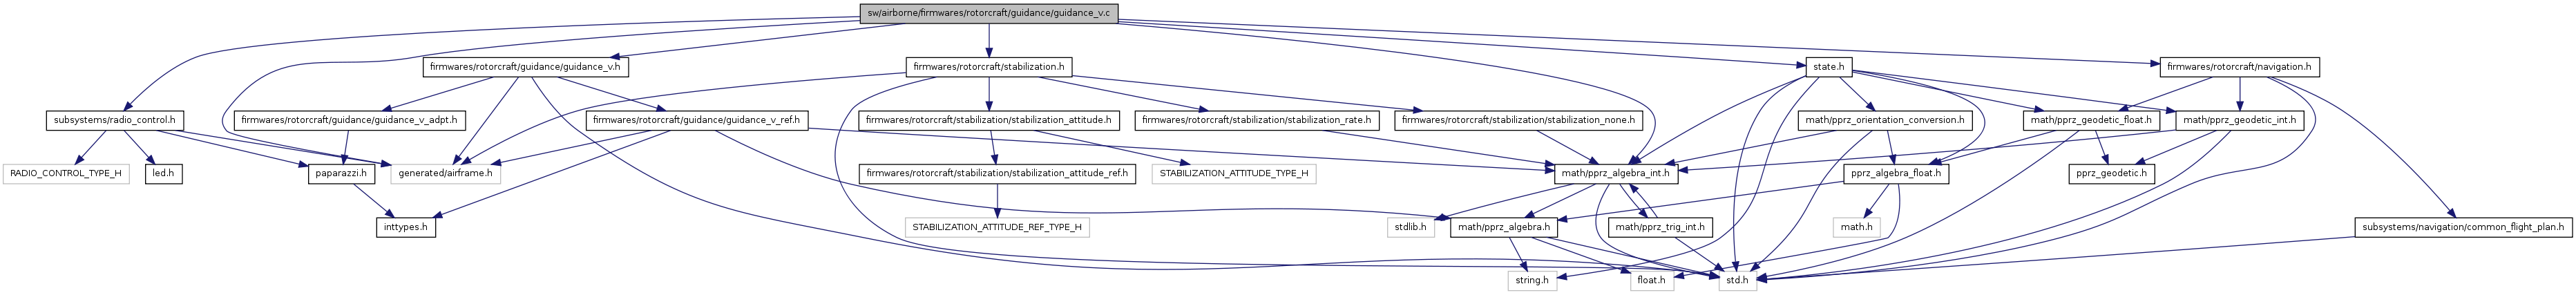 sw/airborne/firmwares/rotorcraft/guidance/guidance_v.c
firmwares/rotorcraft/guidance/guidance_v.h
firmwares/rotorcraft/stabilization.h
state.h
firmwares/rotorcraft/navigation.h
subsystems/radio_control.h
firmwares/rotorcraft/guidance/guidance_v_adpt.h
firmwares/rotorcraft/guidance/guidance_v_ref.h
firmwares/rotorcraft/stabilization/stabilization_attitude.h
firmwares/rotorcraft/stabilization/stabilization_rate.h
firmwares/rotorcraft/stabilization/stabilization_none.h
math/pprz_orientation_conversion.h
math/pprz_geodetic_float.h
math/pprz_geodetic_int.h
RADIO_CONTROL_TYPE_H
led.h
paparazzi.h
generated/airframe.h
firmwares/rotorcraft/stabilization/stabilization_attitude_ref.h
STABILIZATION_ATTITUDE_TYPE_H
math/pprz_algebra_int.h
pprz_algebra_float.h
pprz_geodetic.h
inttypes.h
STABILIZATION_ATTITUDE_REF_TYPE_H
stdlib.h
math/pprz_algebra.h
math/pprz_trig_int.h
math.h
subsystems/navigation/common_flight_plan.h
string.h
float.h
std.h